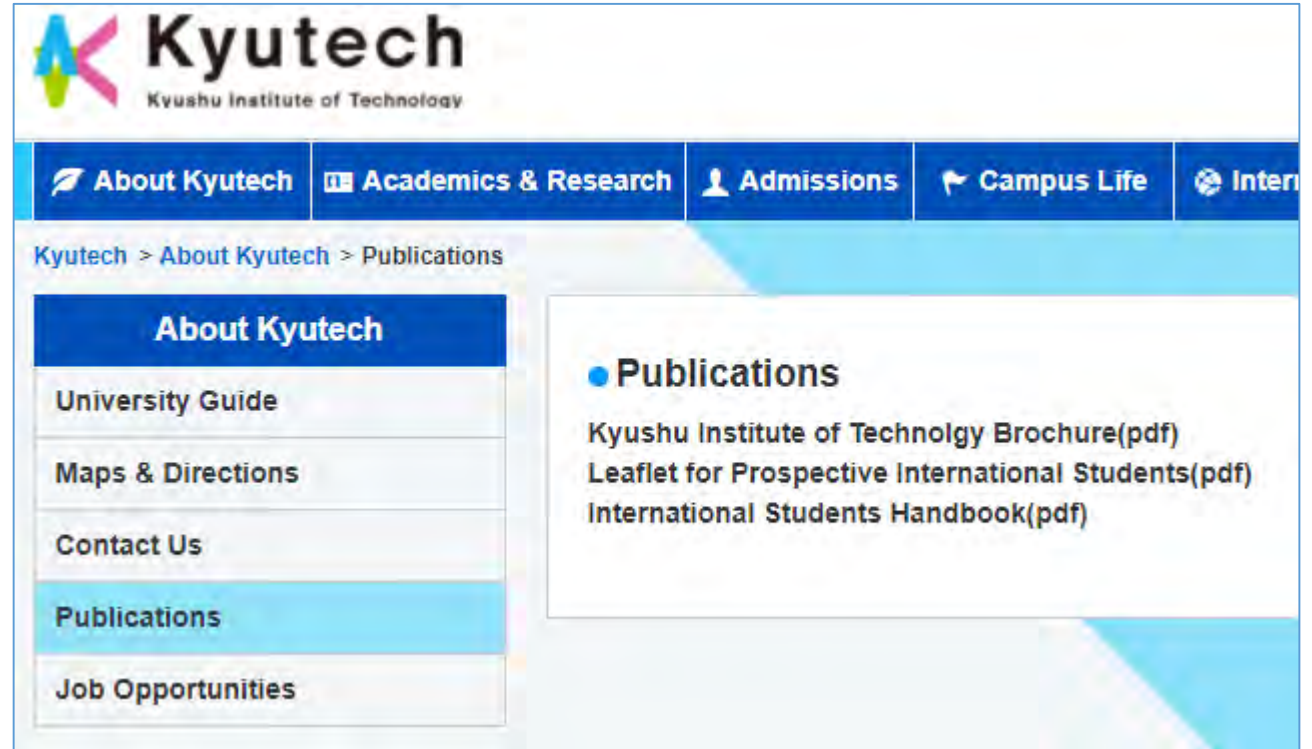 Kyutech
Kyushu Institute of Technology
About Kyutech Academics & Research Admissions Campus Life
Kyutech > About Kyutech > Publications
About Kyutech
University Guide
Maps & Directions
Contact Us
Publications
Job Opportunities
Publications
Kyushu Institute of Technolgy Brochure(pdf)
Leaflet for Prospective International Students(pdf)
International Students Handbook(pdf)